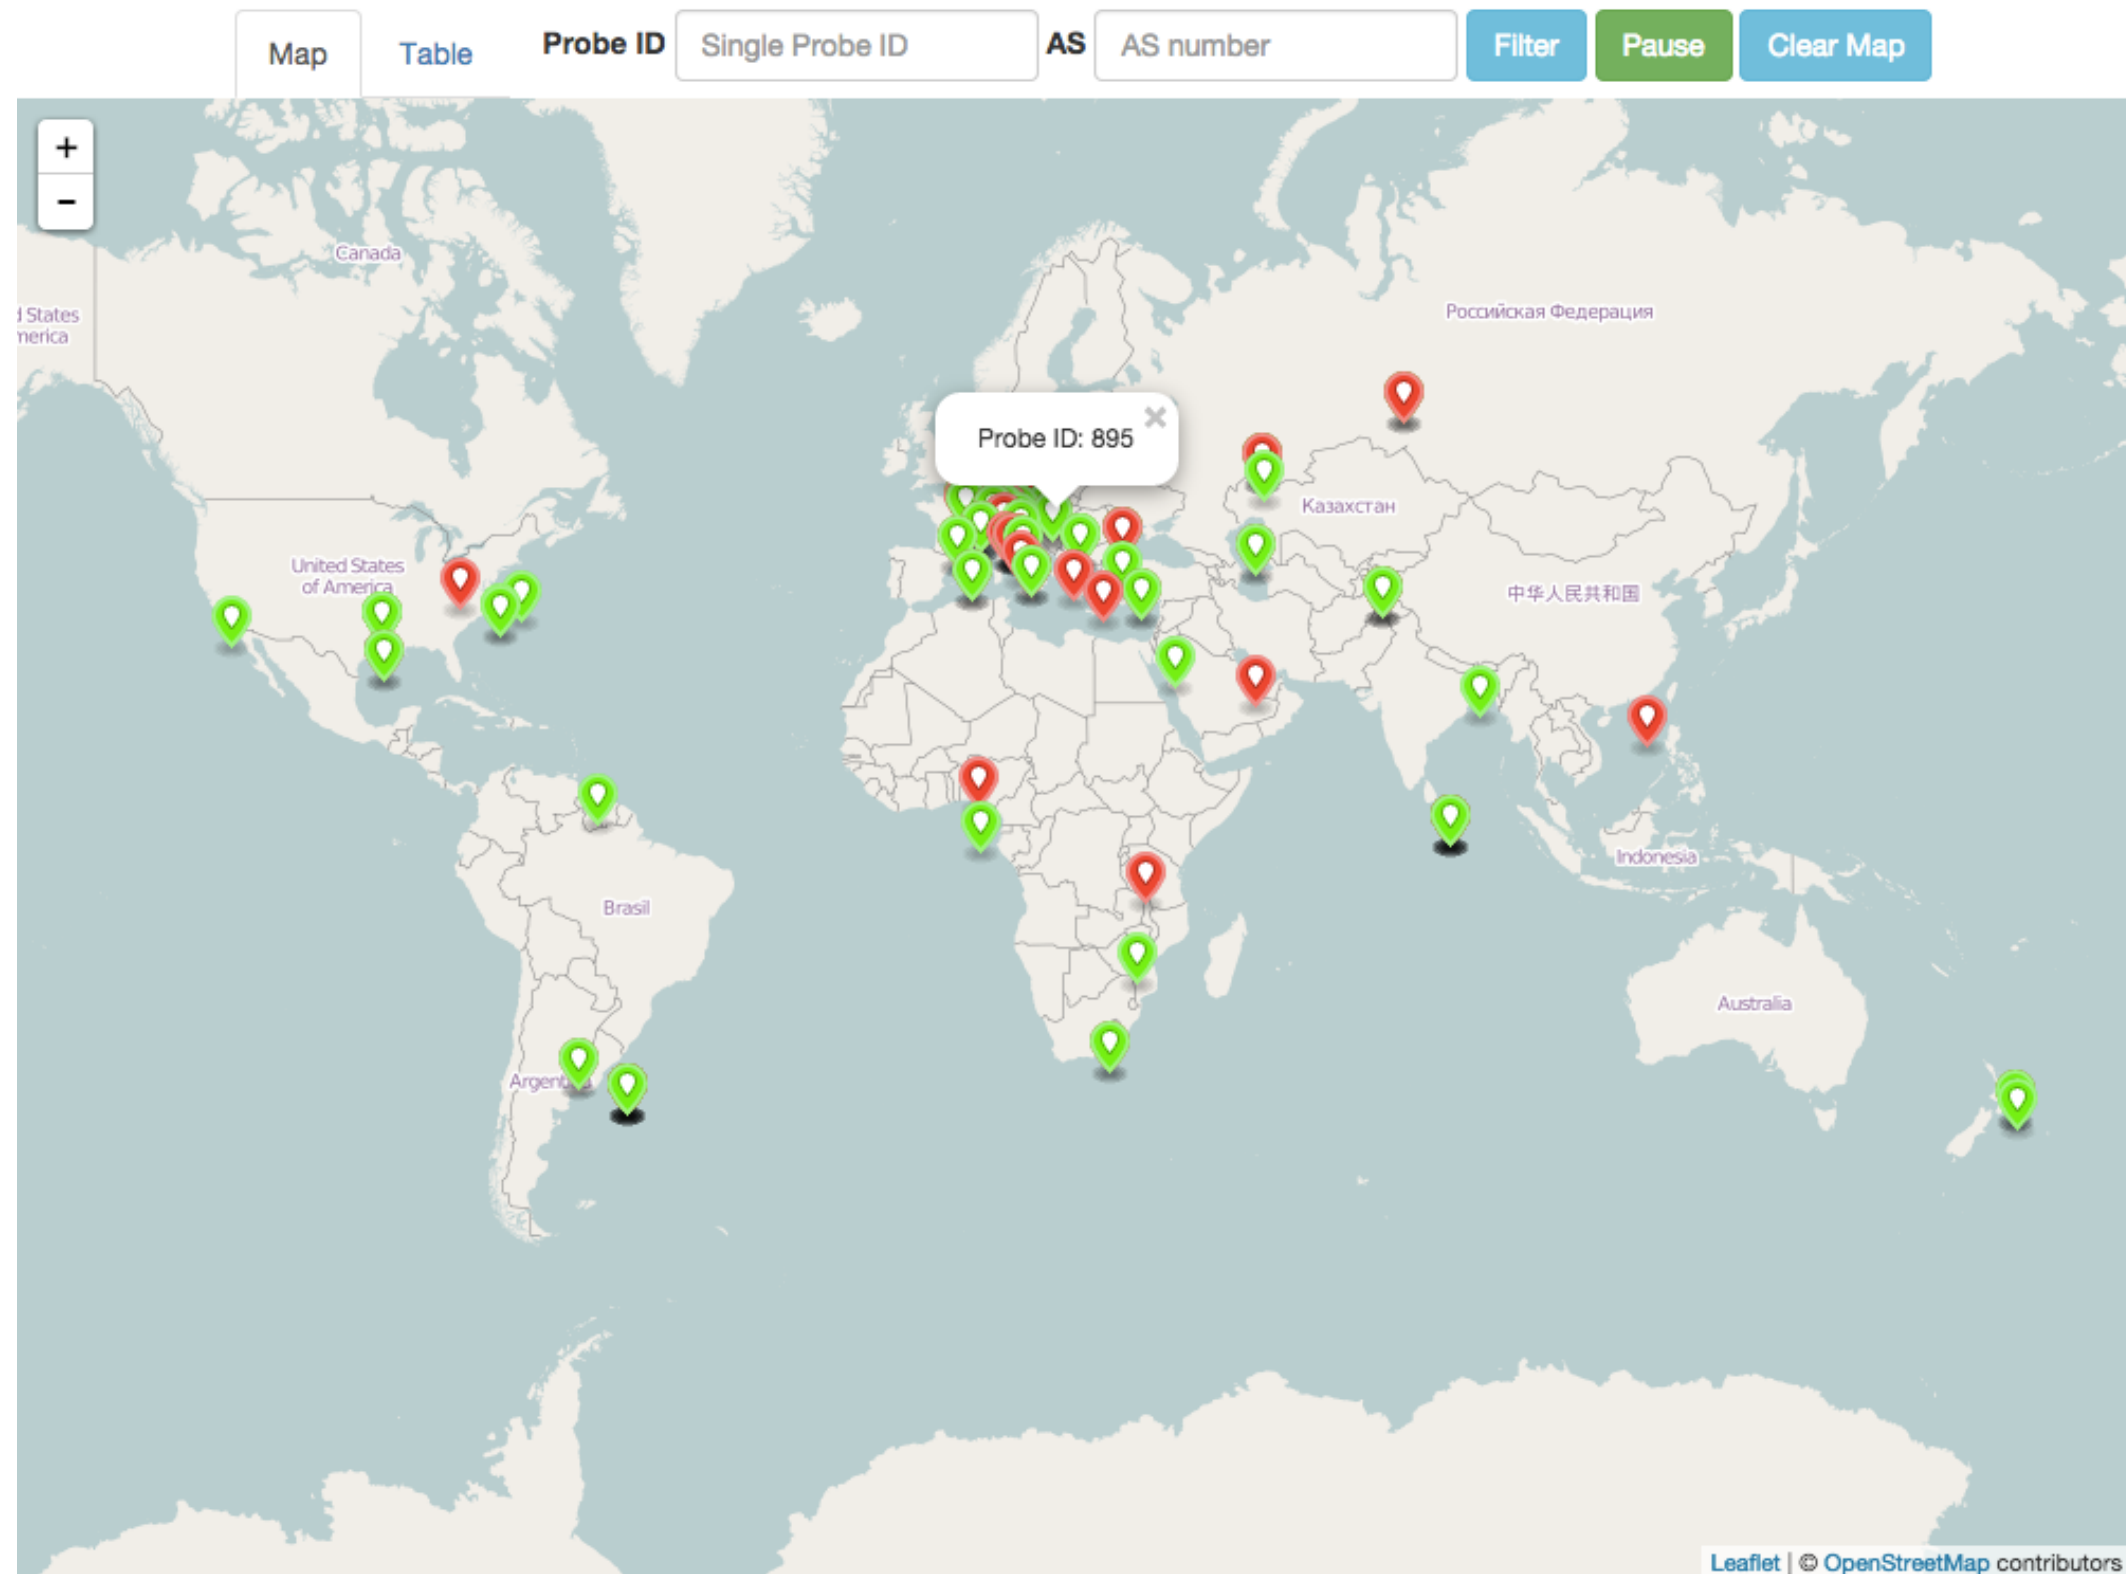 Map
Table
Probe ID
Single Probe ID
AS
AS number
Filter
Pause
Clear Map
+
−
Canada
d States
merica
Российская Федерация
Probe ID: 895
×
Казахстан
United States
of America
中华人民共和国
Indonesia
Brasil
Australia
Leaflet | © OpenStreetMap contributors